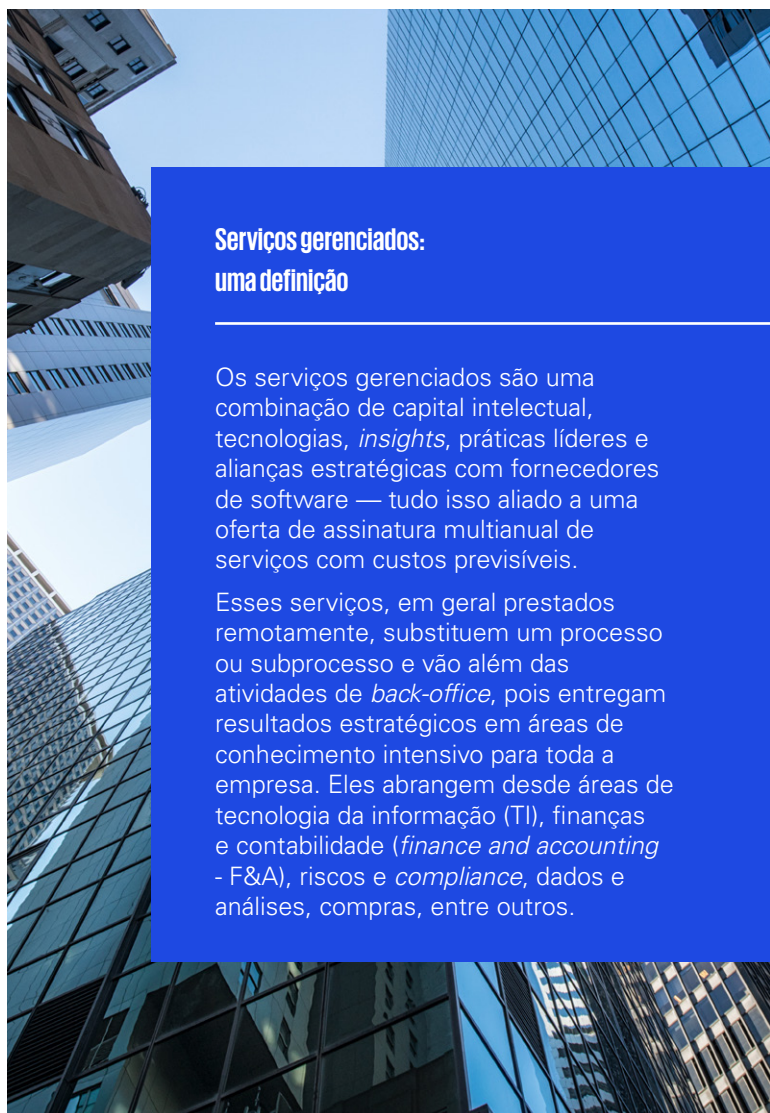 Serviços gerenciados:
uma definição
Os serviços gerenciados são uma
combinação de capital intelectual,
tecnologias, insights, práticas líderes e
alianças estratégicas com fornecedores
de software — tudo isso aliado a uma
oferta de assinatura multianual de
serviços com custos previsíveis.
Esses serviços, em geral prestados
remotamente, substituem um processo
ou subprocesso e vão além das
atividades de back-office, pois entregam
resultados estratégicos em áreas de
conhecimento intensivo para toda a
empresa. Eles abrangem desde áreas de
tecnologia da informação (TI), finanças
e contabilidade (finance and accounting
- F&A), riscos e compliance, dados e
análises, compras, entre outros.